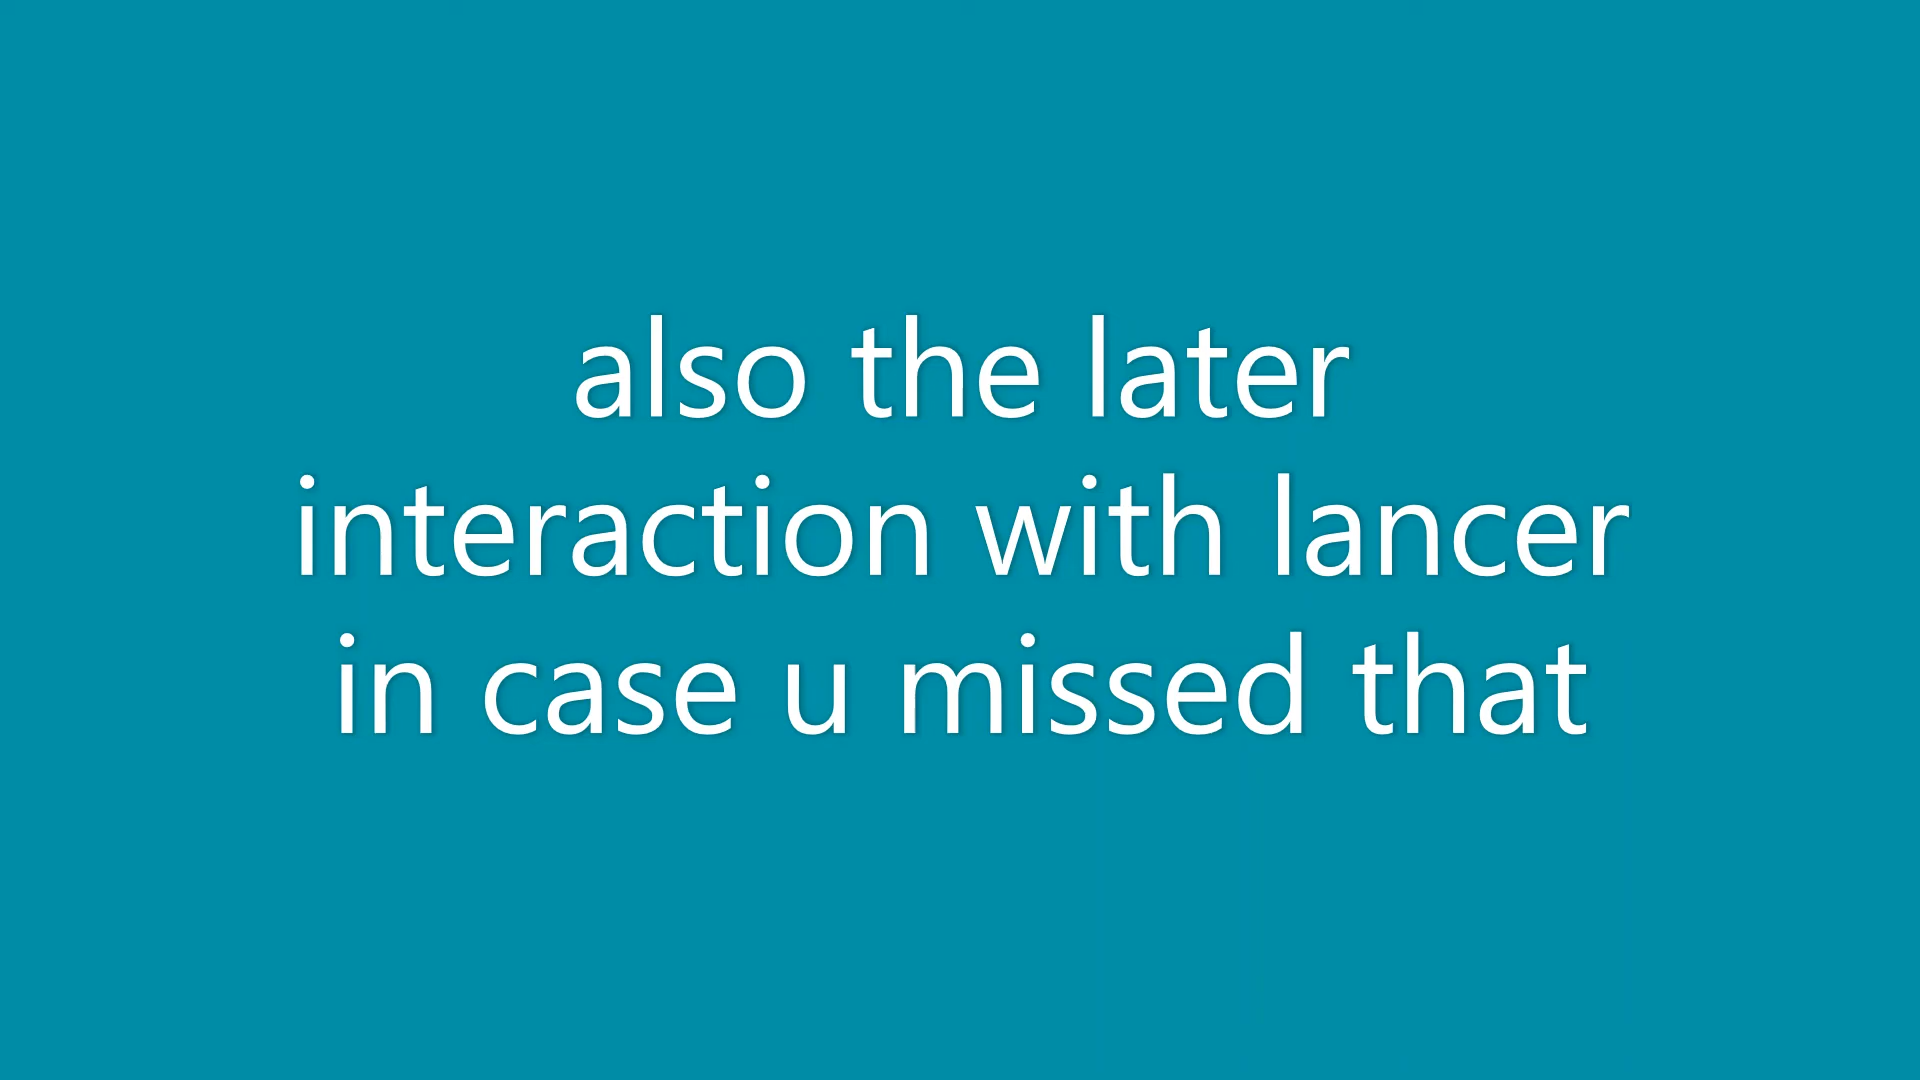 also the later
interaction with lancer
in case u missed that